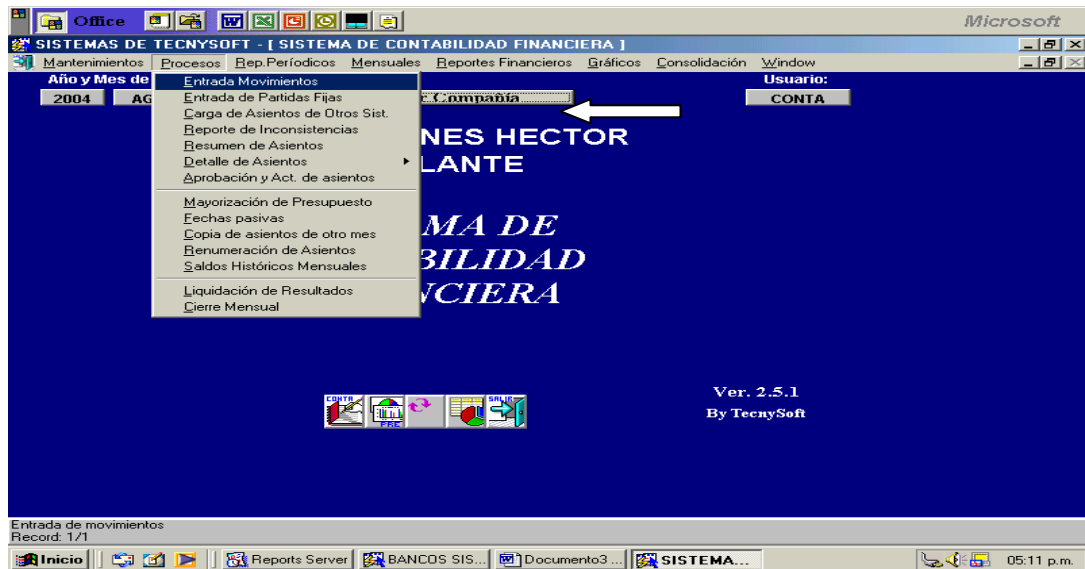 Office Microsoft
SISTEMAS DE TECNYSOFT - [ SISTEMA DE CONTABILIDAD FINANCIERA ]
Mantenimientos Procesos Rep.Períodicos Mensuales Reportes Financieros Gráficos Consolidación Window
Año y Mes de Usuario:
2004 AG r Compañía CONTA
Entrada Movimientos
Entrada de Partidas Fijas
Carga de Asientos de Otros Sist.
Reporte de Inconsistencias
Resumen de Asientos
Detalle de Asientos
Aprobación y Act. de asientos
Mayorización de Presupuesto
Fechas pasivas
Copia de asientos de otro mes
Renumeración de Asientos
Saldos Históricos Mensuales
Liquidación de Resultados
Cierre Mensual
NES HECTOR
LANTE
MA DE
BILIDAD
NCIERA
CONTA
PRE
SALIR
Ver. 2.5.1
By TecnySoft
Entrada de movimientos
Record: 1/1
Inicio Reports Server BANCOS SIS... Documento3 ... SISTEMA... 05:11 p.m.